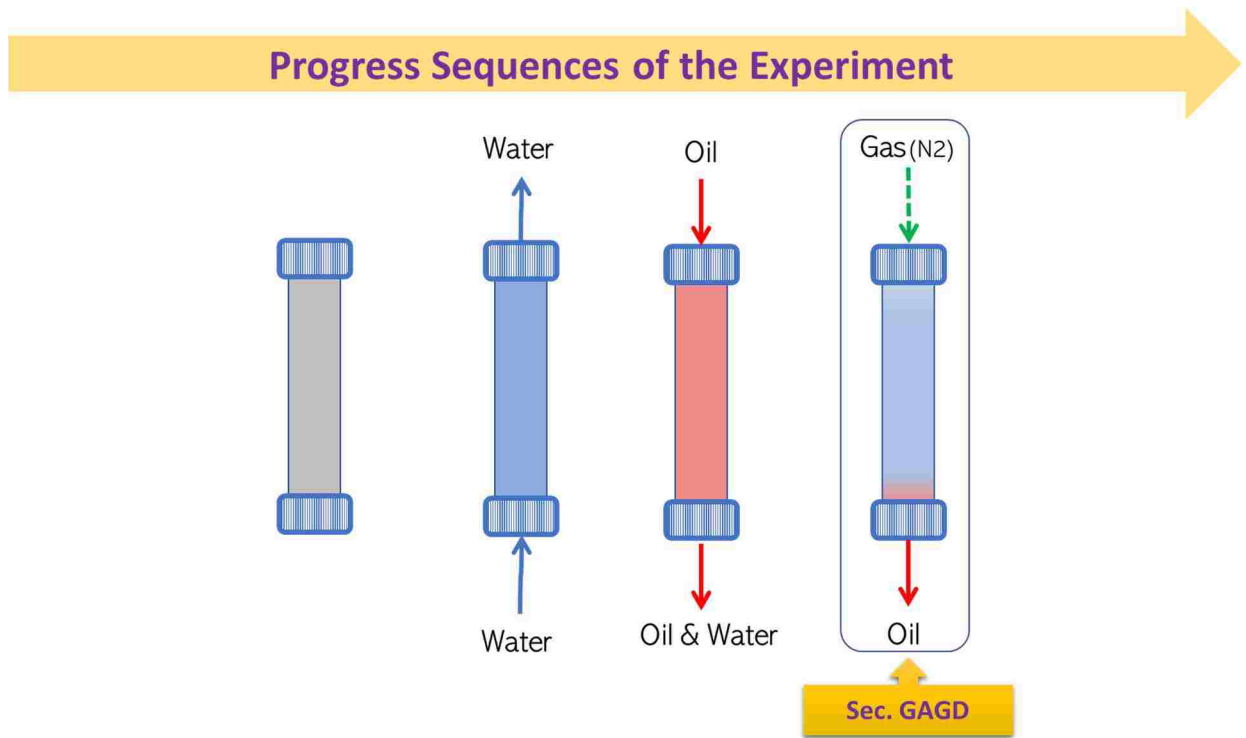 Progress Sequences of the Experiment
Water
Oil
Gas (N2)
Water
Oil & Water
Oil
Sec. GAGD